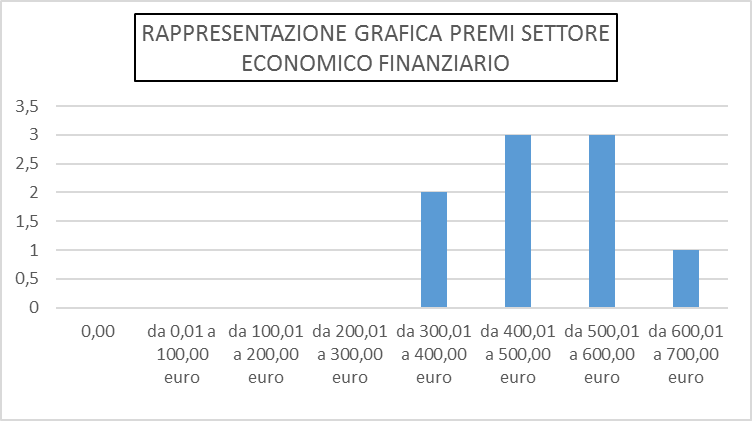 RAPPRESENTAZIONE GRAFICA PREMI SETTORE
ECONOMICO FINANZIARIO
3,5
3
2,5
2
1,5
1
0,5
0
0,00
da 0,01 a
100,00
euro
da 100,01
a 200,00
euro
da 200,01
a 300,00
euro
da 300,01
a 400,00
euro
da 400,01
a 500,00
euro
da 500,01
a 600,00
euro
da 600,01
a 700,00
euro